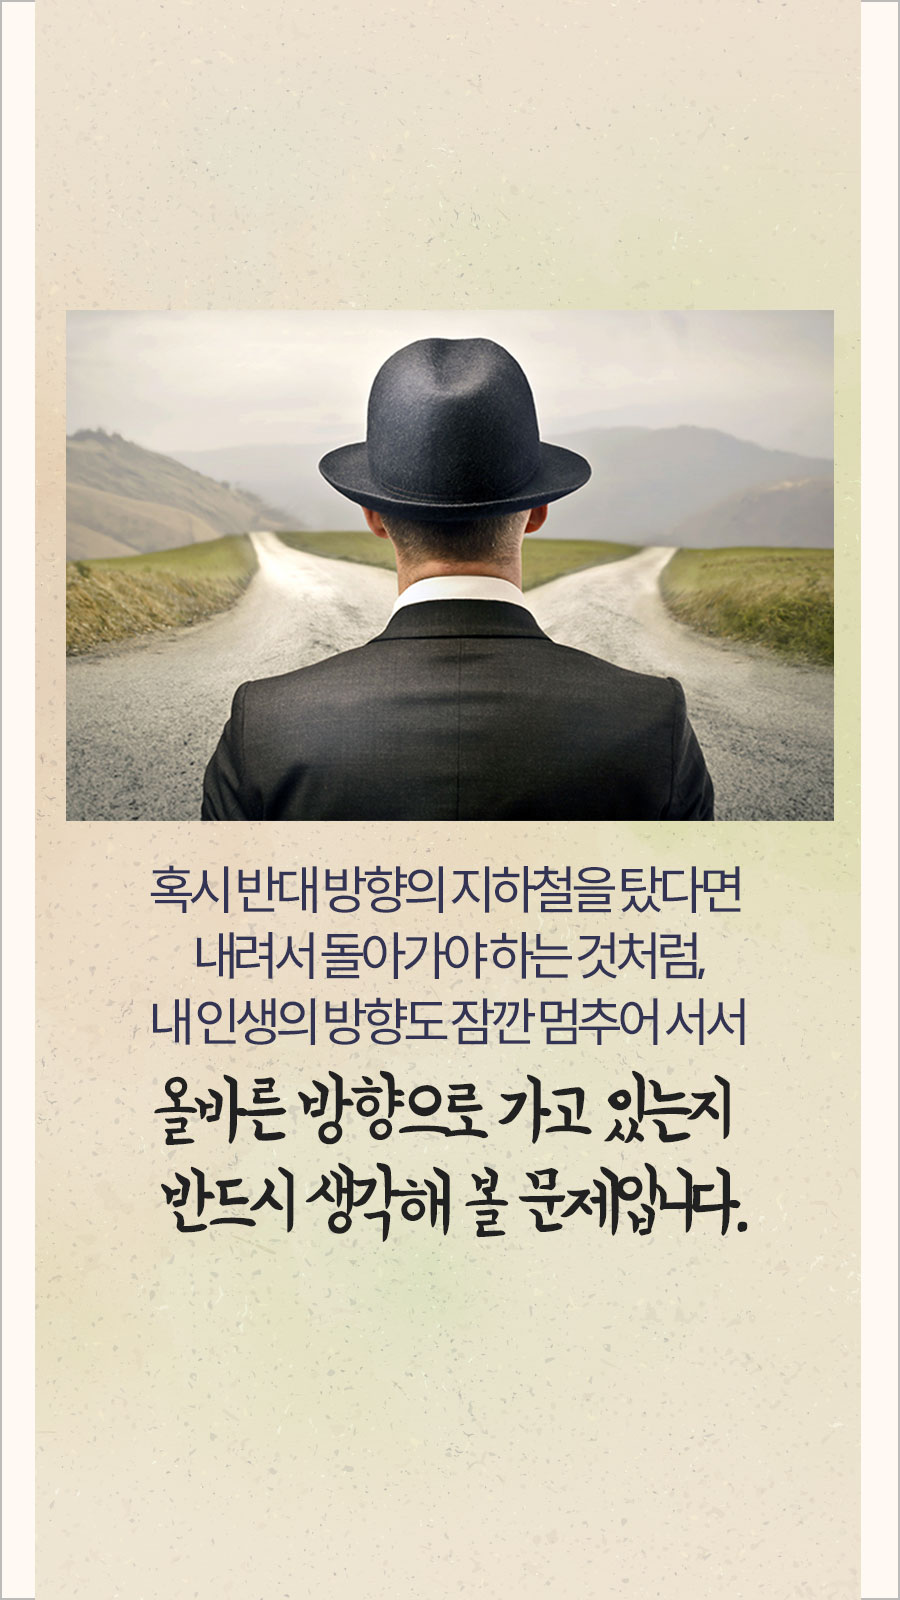 혹시 반대 방향의 지하철을 탔다면
내려서 돌아가야 하는 것처럼,
내 인생의 방향도 잠깐 멈추어 서서
올바른 방향으로 가고 있는지
반드시 생각해 볼 문제입니다.